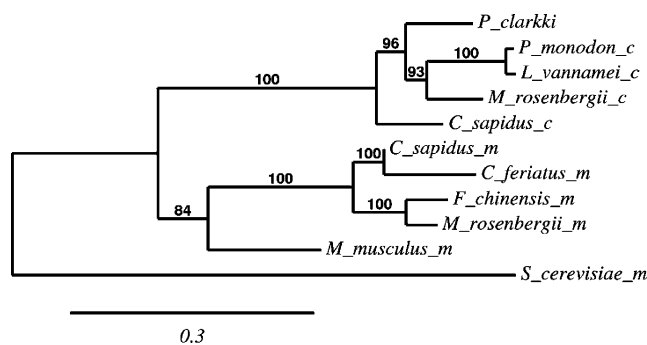 P_clarkki
96
P_monodon_c
100
L_vannamei_c
93
100
M_rosenbergii_c
C_sapidus_c
C_sapidus_m
100
C_feriatus_m
100
F_chinensis_m
100
84
M_rosenbergii_m
M_musculus_m
S_cerevisiae_m
0.3